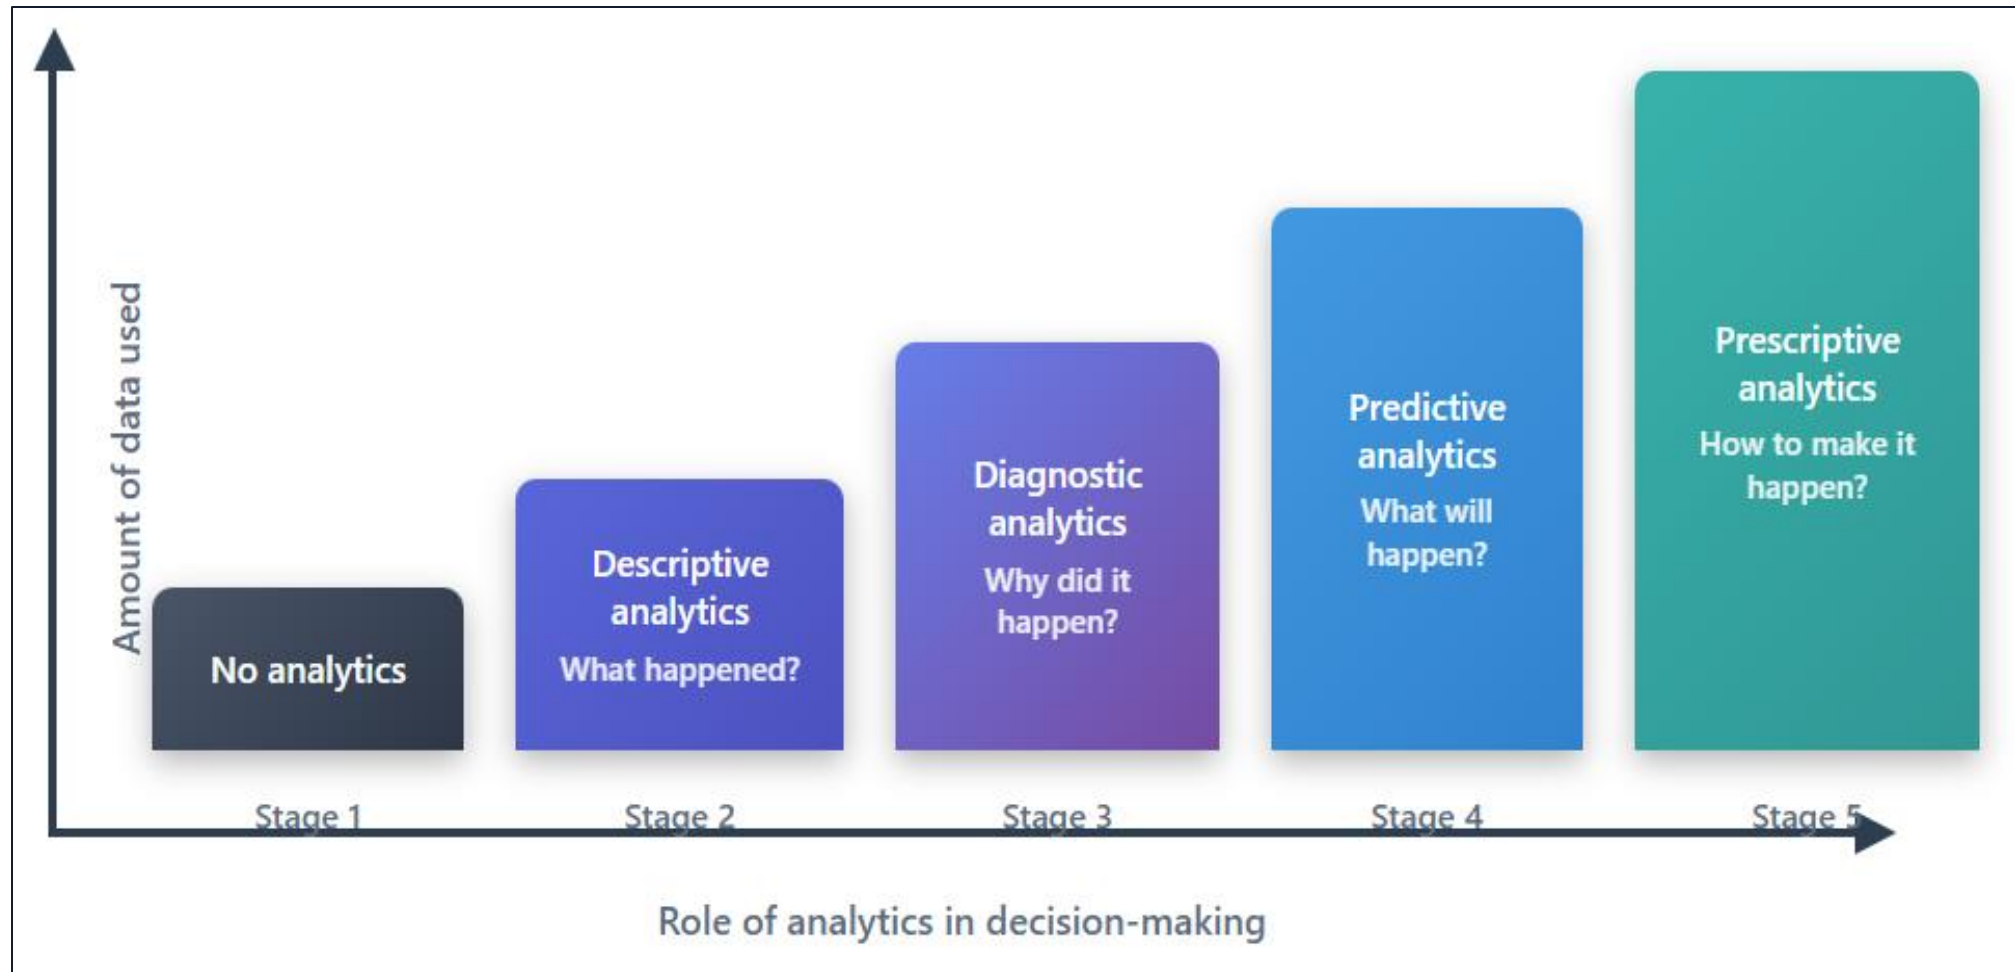 Amount of data used
No analytics
Descriptive
analytics
What happened?
Diagnostic
analytics
Why did it
happen?
Predictive
analytics
What will
happen?
Prescriptive
analytics
How to make it
happen?
Stage 1
Stage 2
Stage 3
Stage 4
Stage 5
Role of analytics in decision-making